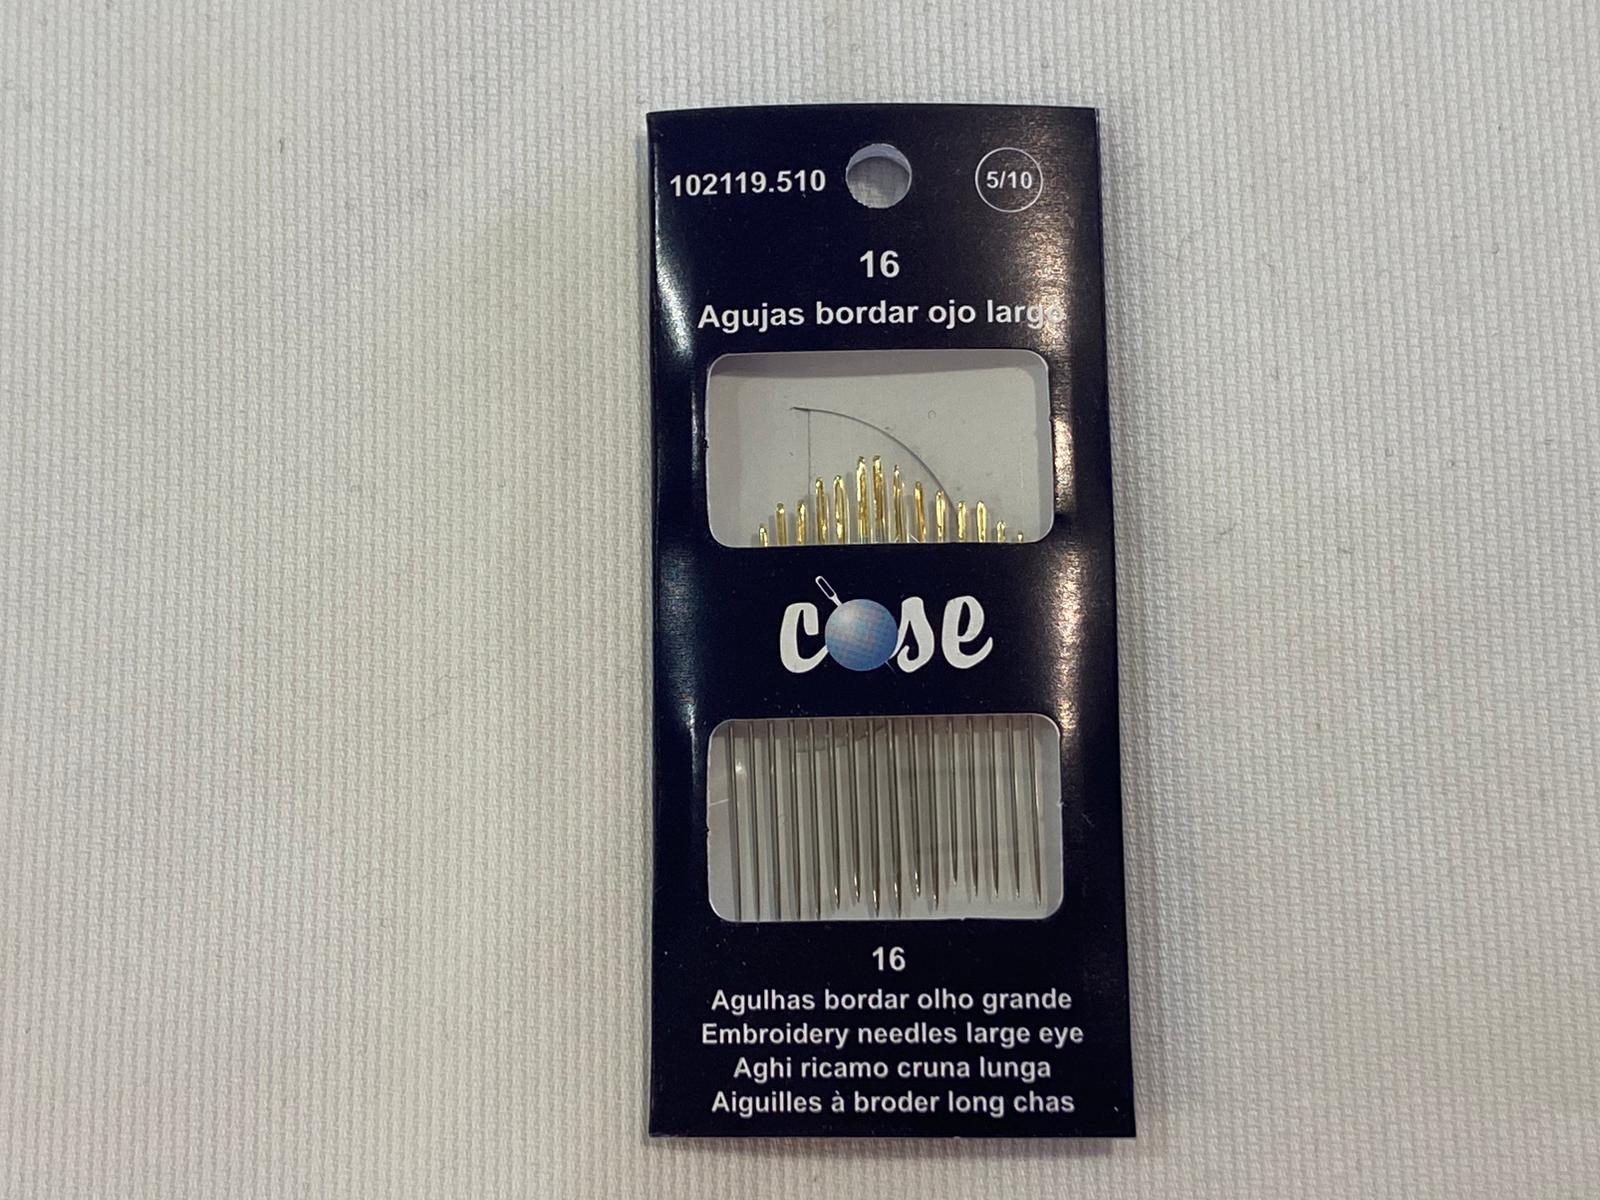 102119.510 5/10
16
Agujas bordar ojo largo
cose
16
Agulhas bordar olho grande
Embroidery needles large eye
Aghi ricamo cruna lunga
Aiguilles à broder long chas